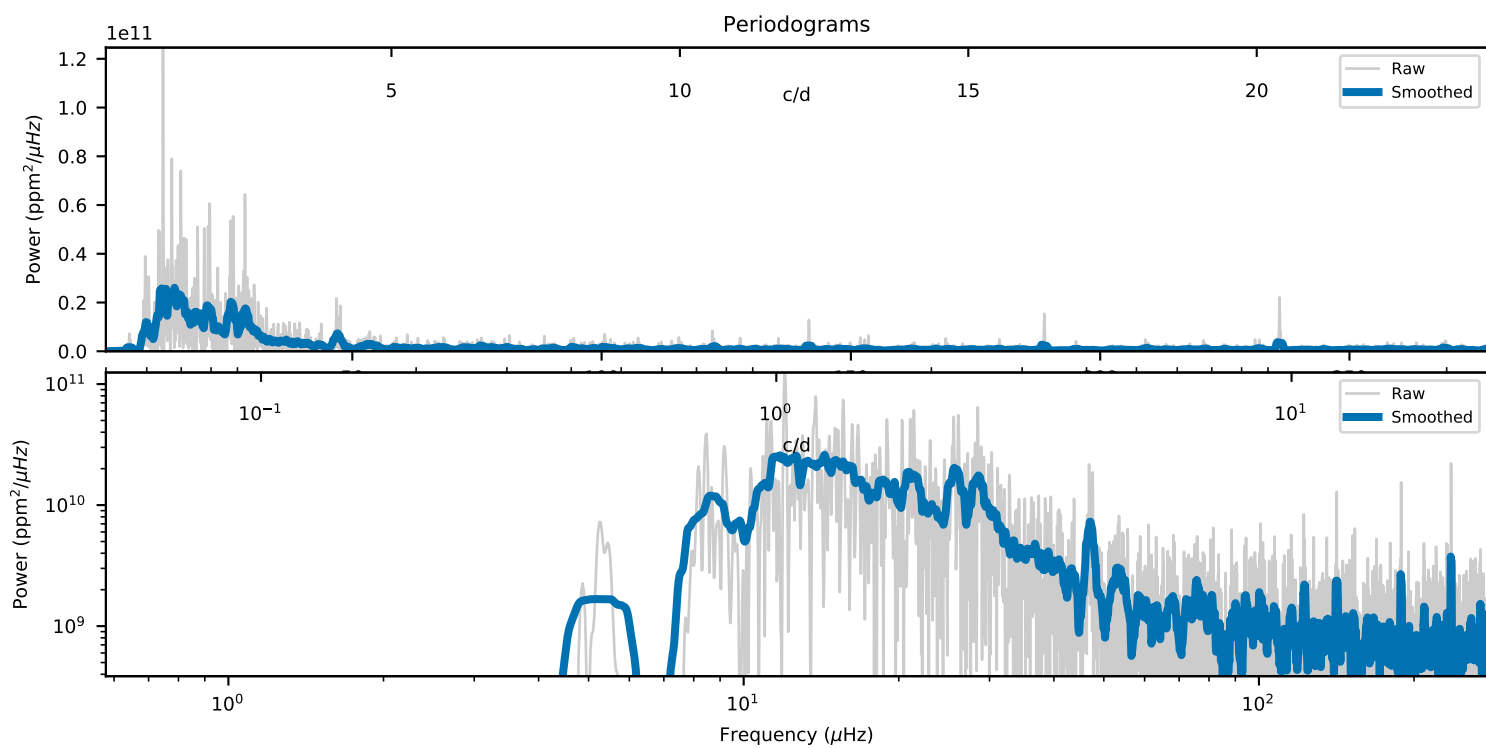 Periodograms
1e11
5 10 15 20
c/d
Raw
Smoothed
1.2
1.0
0.8
0.6
0.4
0.2
0.0
Power (ppm²/μHz)
10⁻¹ 10⁰ 10¹
c/d
Raw
Smoothed
10¹¹
10¹⁰
10⁹
Power (ppm²/μHz)
10⁰ 10¹ 10²
Frequency (μHz)